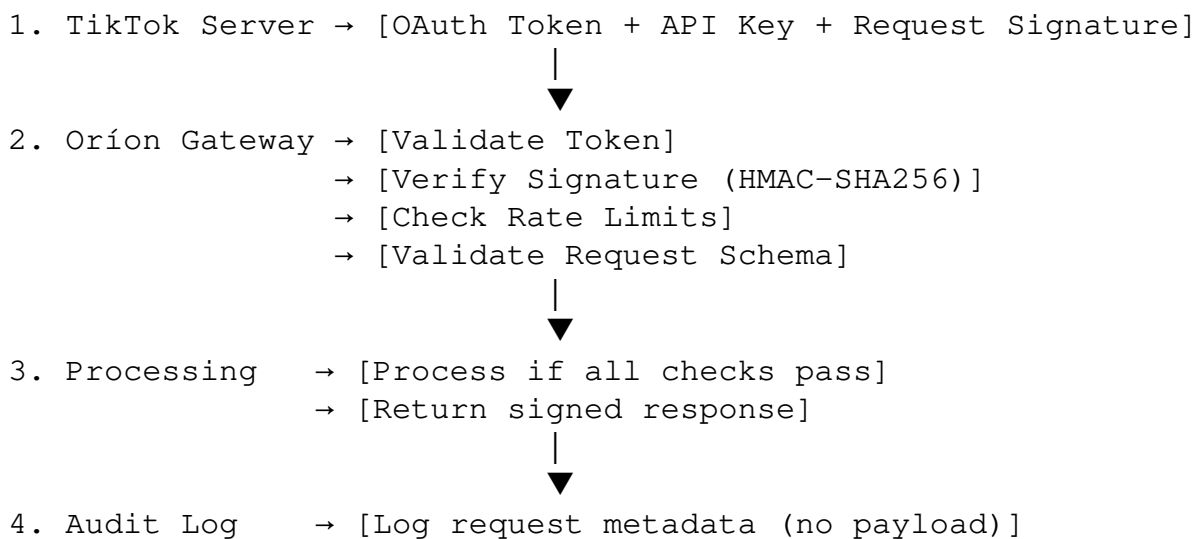 1. TikTok Server → [OAuth Token + API Key + Request Signature]
2. Oríon Gateway → [Validate Token]
→ [Verify Signature (HMAC-SHA256)]
→ [Check Rate Limits]
→ [Validate Request Schema]
3. Processing → [Process if all checks pass]
→ [Return signed response]
4. Audit Log → [Log request metadata (no payload)]